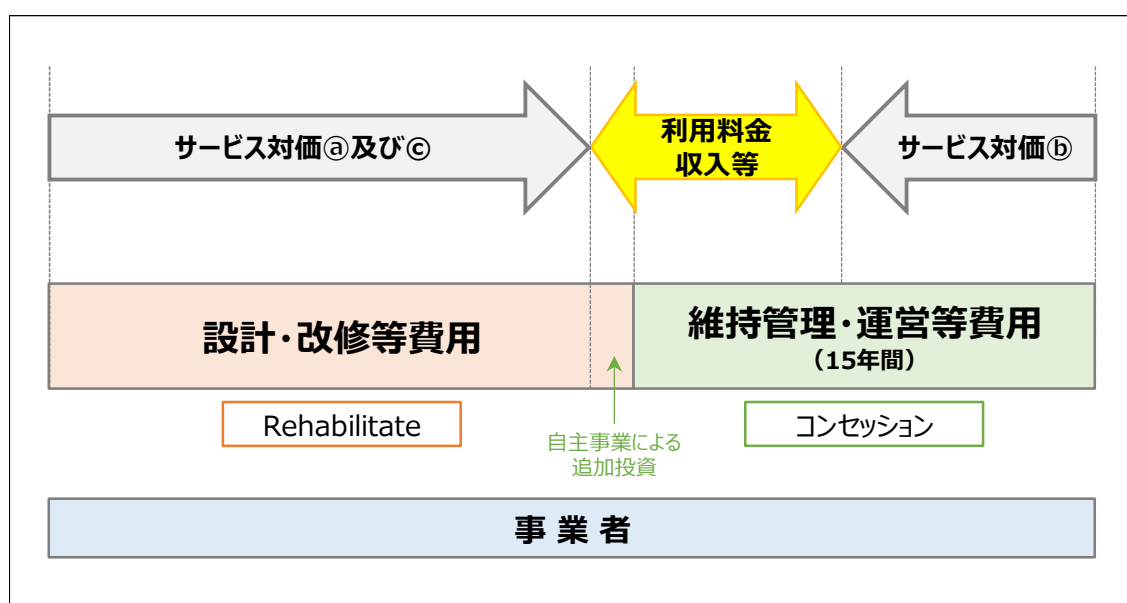 サービス対価ⓐ及びⓒ
利用料金
収入等
サービス対価ⓑ
設計・改修等費用
維持管理・運営等費用
（15年間）
Rehabilitate
自主事業による
追加投資
コンセッション
事 業 者